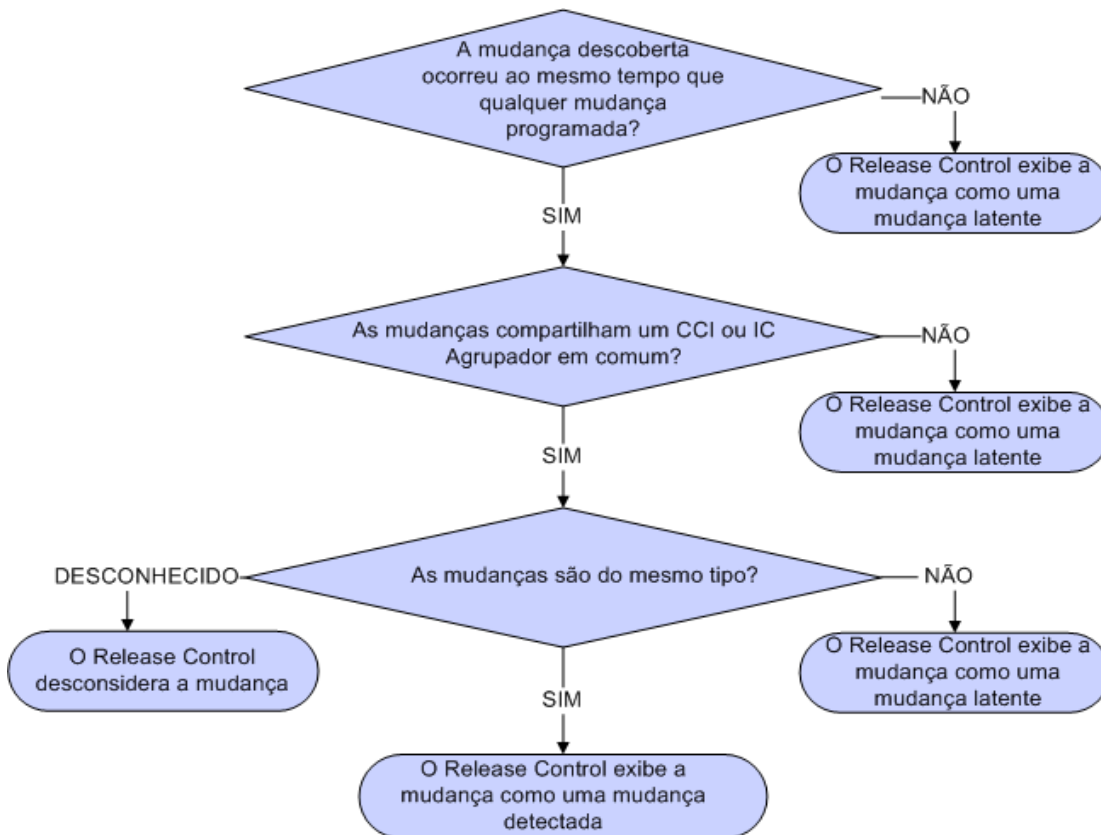 A mudança descoberta
ocorreu ao mesmo tempo que
qualquer mudança
programada?
NÃO
O Release Control exibe a
mudança como uma
mudança latente
SIM
As mudanças compartilham um CCI ou IC
Agrupador em comum?
NÃO
O Release Control exibe a
mudança como uma
mudança latente
SIM
As mudanças são do mesmo tipo?
DESCONHECIDO
NÃO
O Release Control
desconsidera a mudança
O Release Control exibe a
mudança como uma
mudança latente
SIM
O Release Control exibe a
mudança como uma mudança
detectada